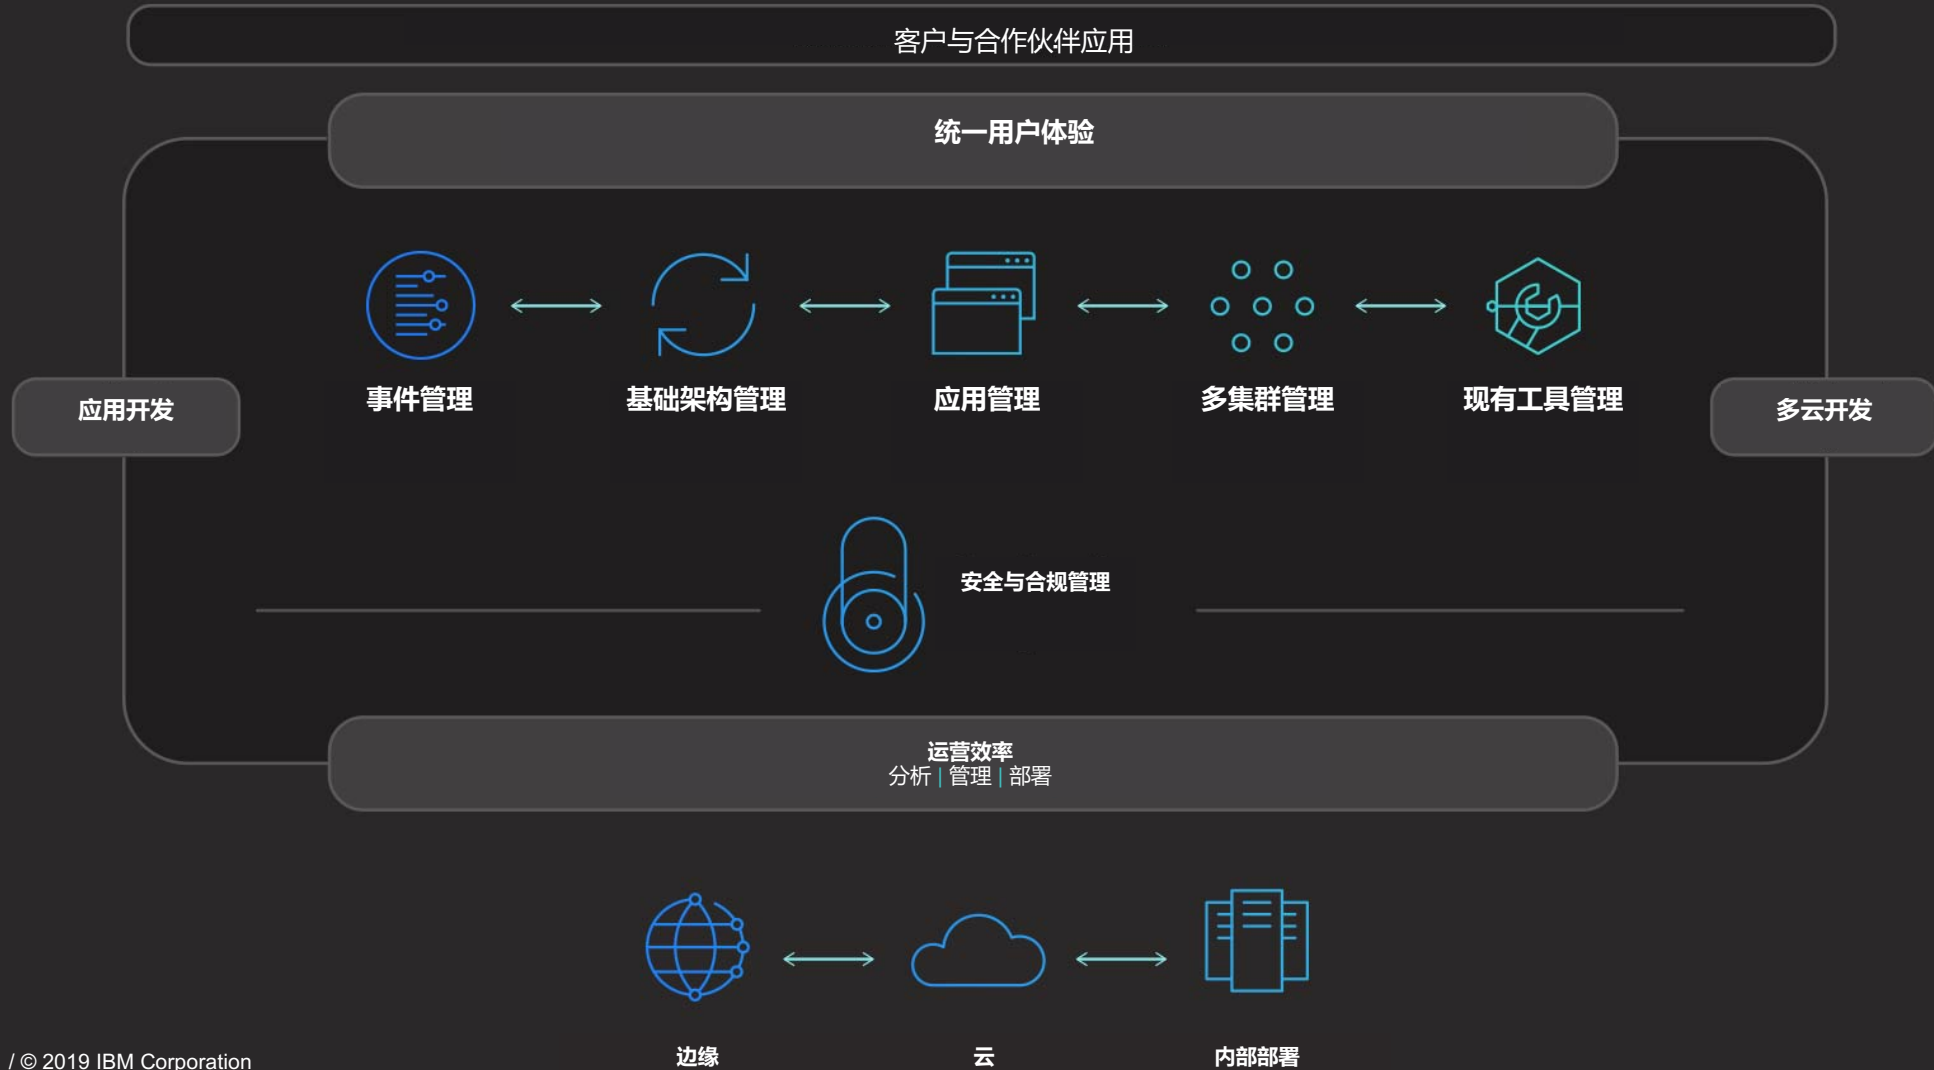 客户与合作伙伴应用
统一用户体验
事件管理
基础架构管理
应用管理
多集群管理
现有工具管理
应用开发
多云开发
安全与合规管理
运营效率
分析 | 管理 | 部署
边缘
云
内部部署
/ © 2019 IBM Corporation